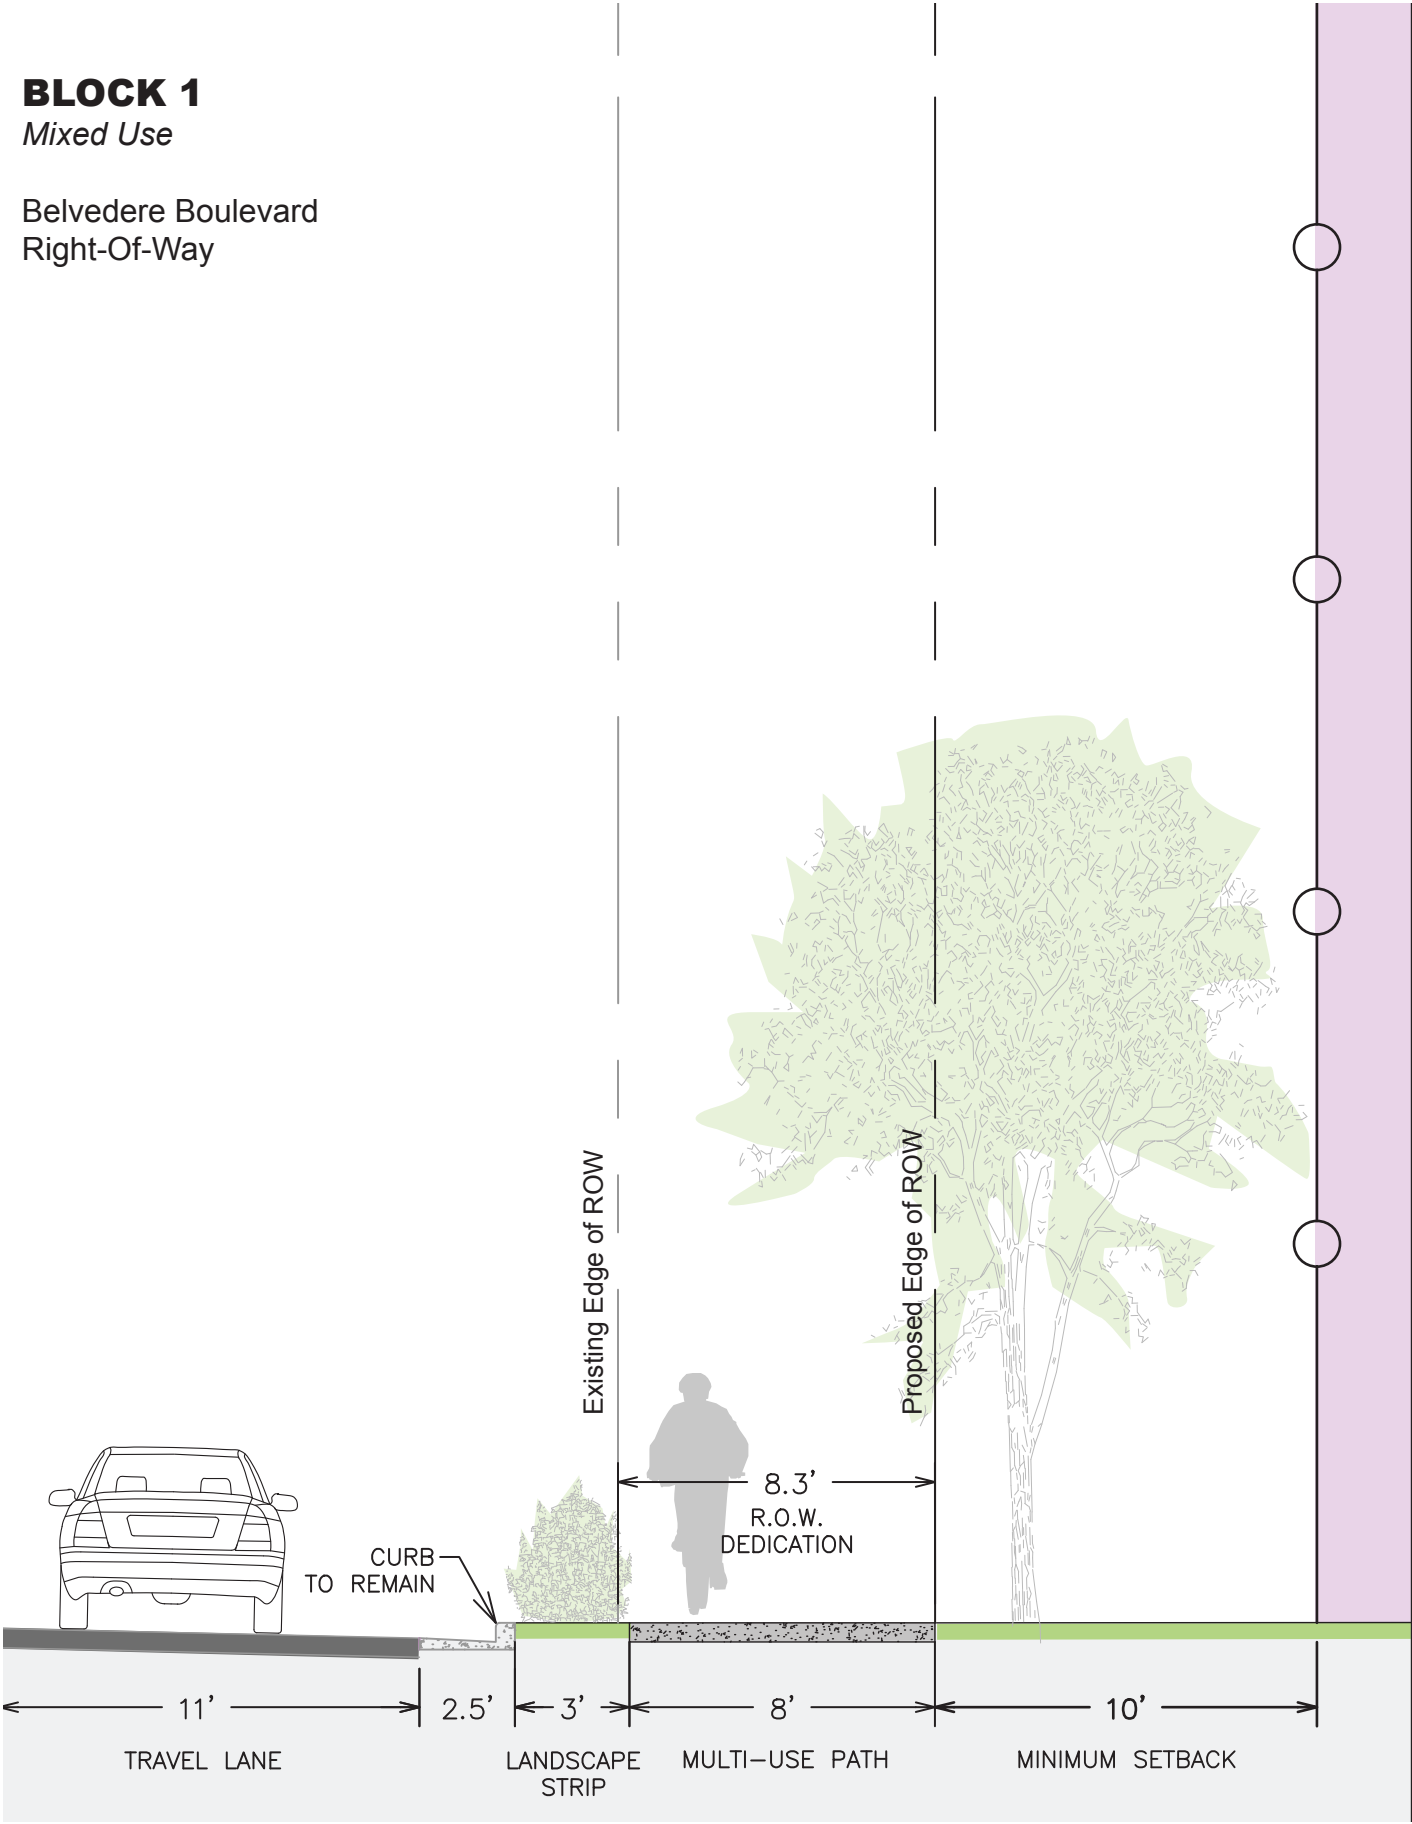 BLOCK 1
Mixed Use
Belvedere Boulevard
Right-Of-Way
Existing Edge of ROW
Proposed Edge of ROW
8.3'
R.O.W.
DEDICATION
CURB
TO REMAIN
11'
2.5'
3'
8'
10'
TRAVEL LANE
LANDSCAPE
STRIP
MULTI-USE PATH
MINIMUM SETBACK